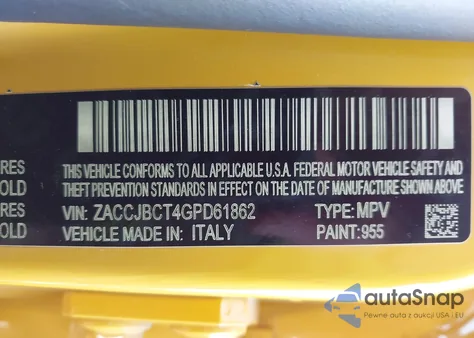 RES
OLD
RES
OLD
THIS VEHICLE CONFORMS TO ALL APPLICABLE U.S.A. FEDERAL MOTOR VEHICLE SAFETY AND
THEFT PREVENTION STANDARDS IN EFFECT ON THE DATE OF MANUFACTURE SHOWN ABOVE.
VIN: ZACCJBCT4GPD61862 TYPE: MPV
VEHICLE MADE IN: ITALY PAINT: 955
autoSnap
Pewne auta z aukcji USA i EU